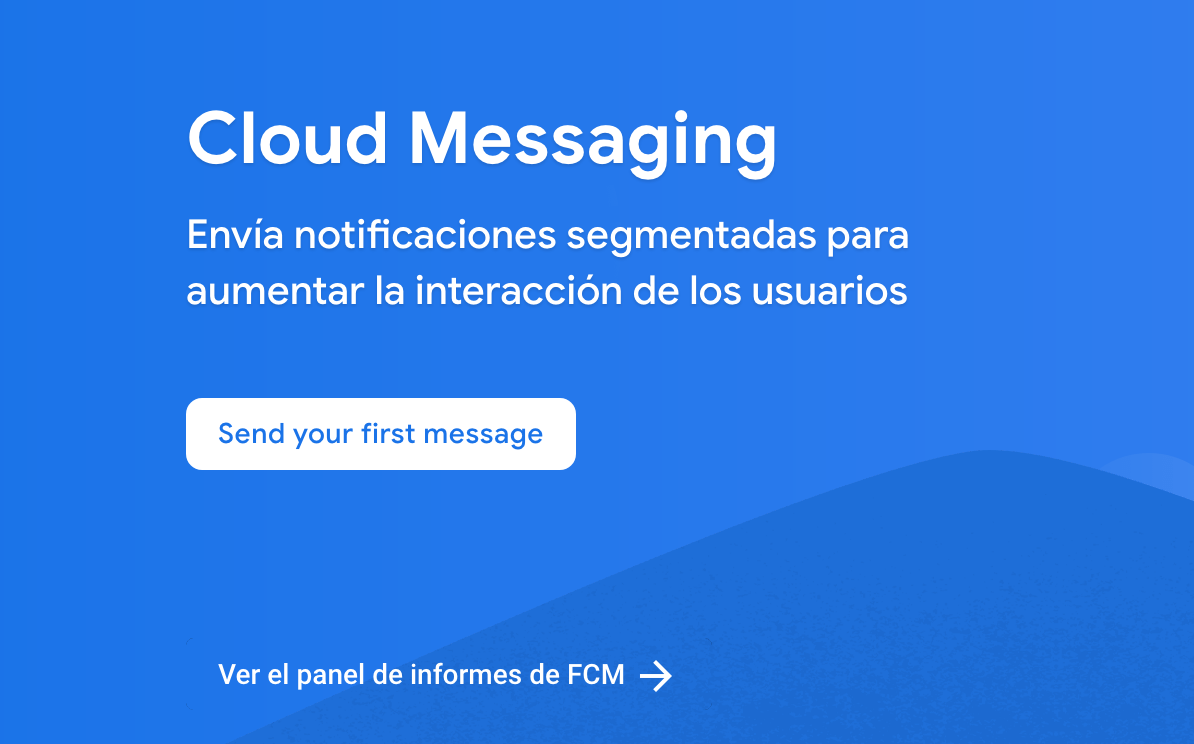 Cloud Messaging
Envía notificaciones segmentadas para
aumentar la interacción de los usuarios
Send your first message
Ver el panel de informes de FCM